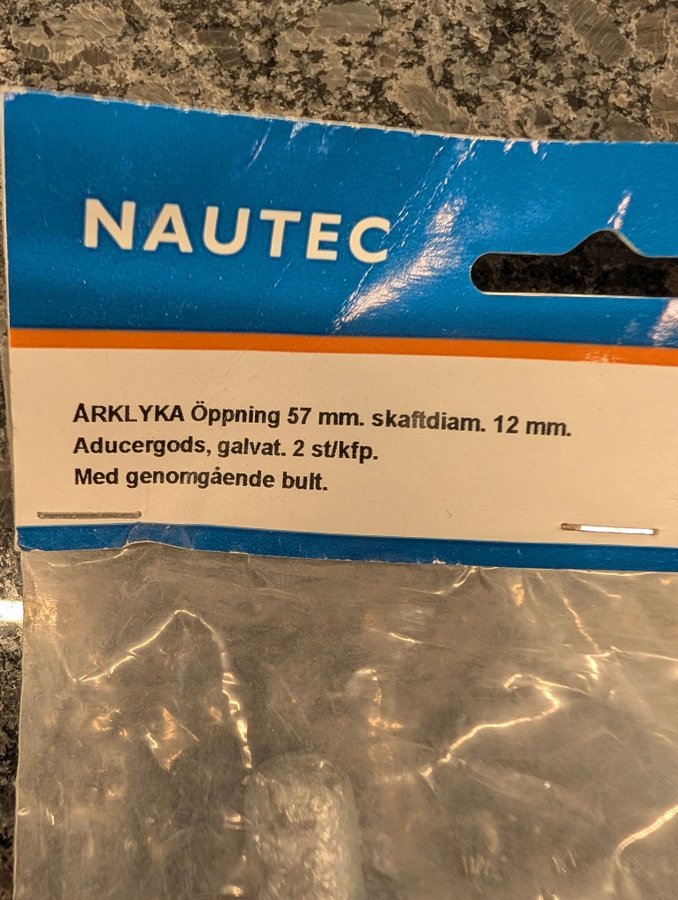 NAUTEC
ÅRKLYKA Öppning 57 mm. skaftdiam. 12 mm.
Aducergods, galvat. 2 st/kfp.
Med genomgående bult.